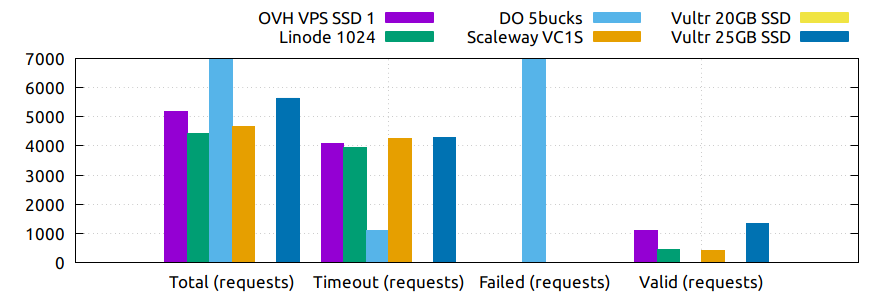 OVH VPS SSD 1 DO 5bucks Vultr 20GB SSD
Linode 1024 Scaleway VC1S Vultr 25GB SSD
7000
6000
5000
4000
3000
2000
1000
0
Total (requests) Timeout (requests) Failed (requests) Valid (requests)